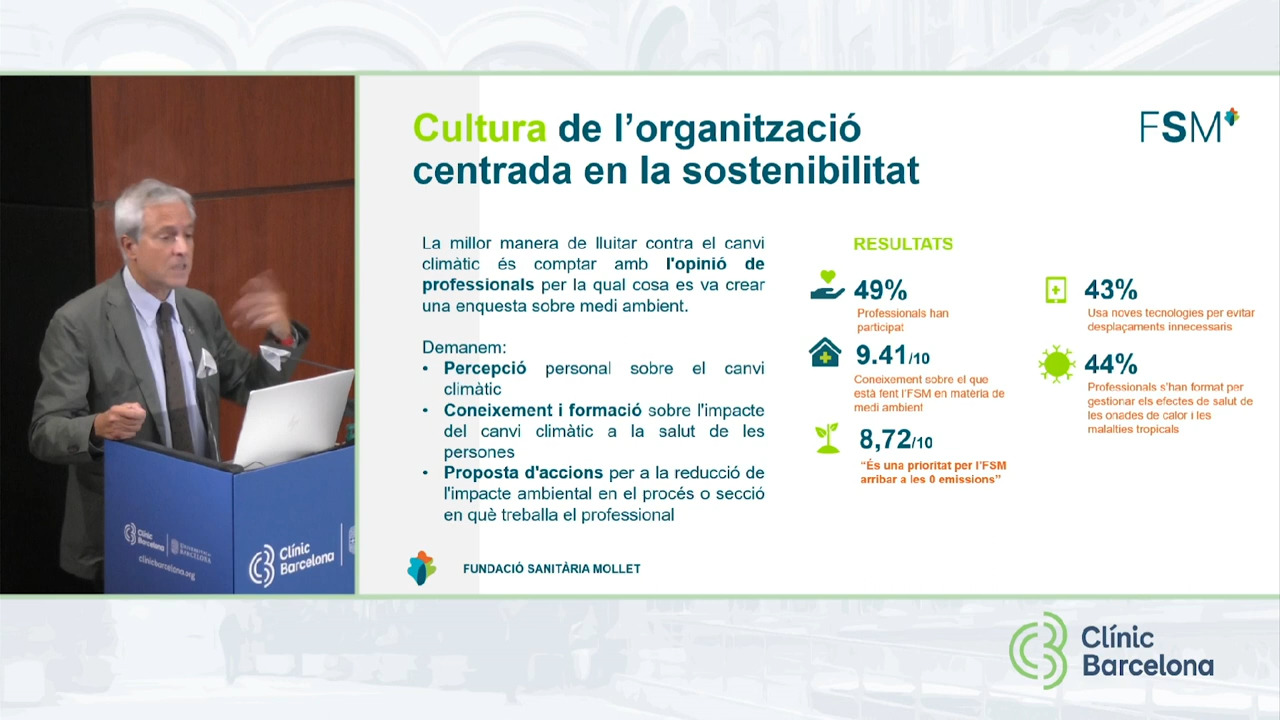 Cultura de l’organització
centrada en la sostenibilitat
FSM
La millor manera de lluitar contra el canvi
climàtic és comptar amb l'opinió de
professionals per la qual cosa es va crear
una enquesta sobre medi ambient.
Demanem:
• Percepció personal sobre el canvi
climàtic
• Coneixement i formació sobre l'impacte
del canvi climàtic a la salut de les
persones
• Proposta d'accions per a la reducció de
l'impacte ambiental en el procés o secció
en què treballa el professional
RESULTATS
49%
Professionals han
participat
9.41/10
Coneixement sobre el que
està fent l’FSM en matèria de
medi ambient
8,72/10
“És una prioritat per l’FSM
arribar a les 0 emissions”
43%
Usa noves tecnologies per evitar
desplaçaments innecessaris
44%
Professionals s’han format per
gestionar els efectes de salut de
les onades de calor i les
malalties tropicals
FUNDACIÓ SANITÀRIA MOLLET
Clínic
Barcelona
UNIVERSITAT DE
BARCELONA
clinicbarcelona.org
Clínic
Barcelona
Clínic
Barcelona